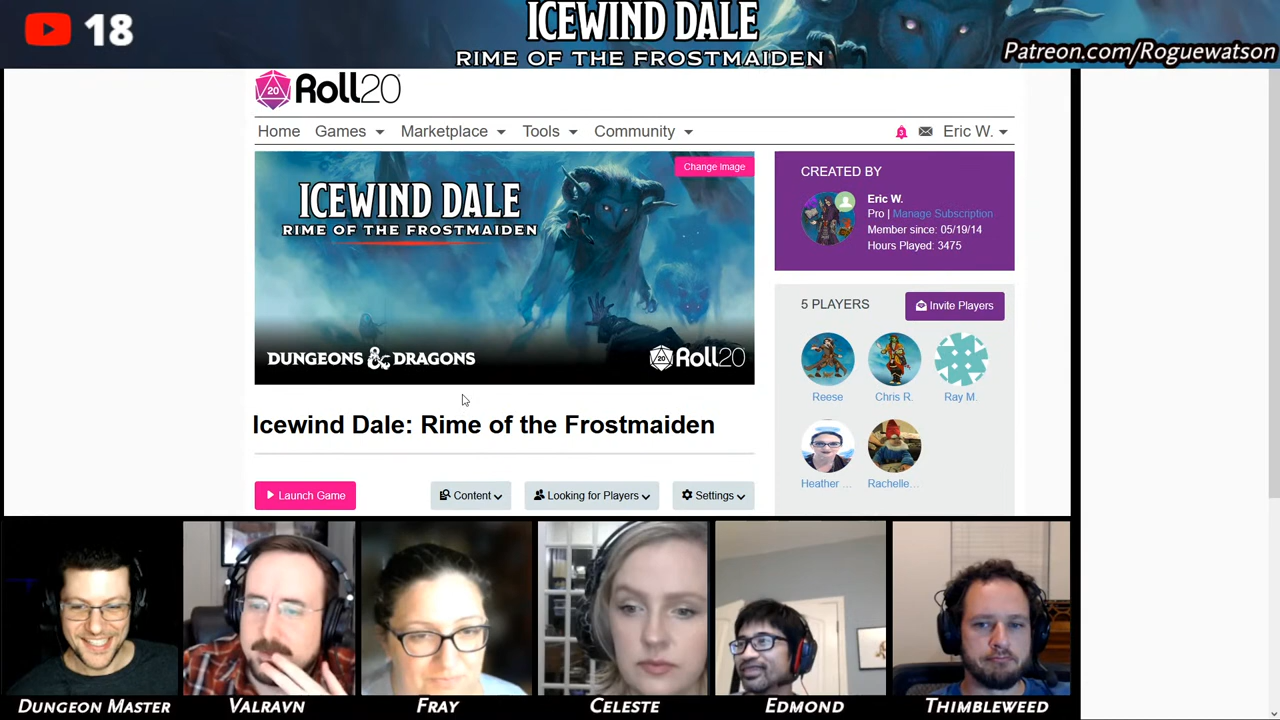 18
ICEWIND DALE
RIME OF THE FROSTMAIDEN
Patreon.com/Roguewatson
20 Roll20
Home Games Marketplace Tools Community 3 Eric W.
Change Image
ICEWIND DALE
RIME OF THE FROSTMAIDEN
DUNGEONS & DRAGONS
20 Roll20
CREATED BY
Eric W.
Pro | Manage Subscription
Member since: 05/19/14
Hours Played: 3475
5 PLAYERS
Invite Players
Reese Chris R. Ray M.
Heather ... Rachelle...
Icewind Dale: Rime of the Frostmaiden
Launch Game Content Looking for Players Settings
DUNGEON MASTER VALRAVN FRAY CELESTE EDMOND THIMBLEWEED